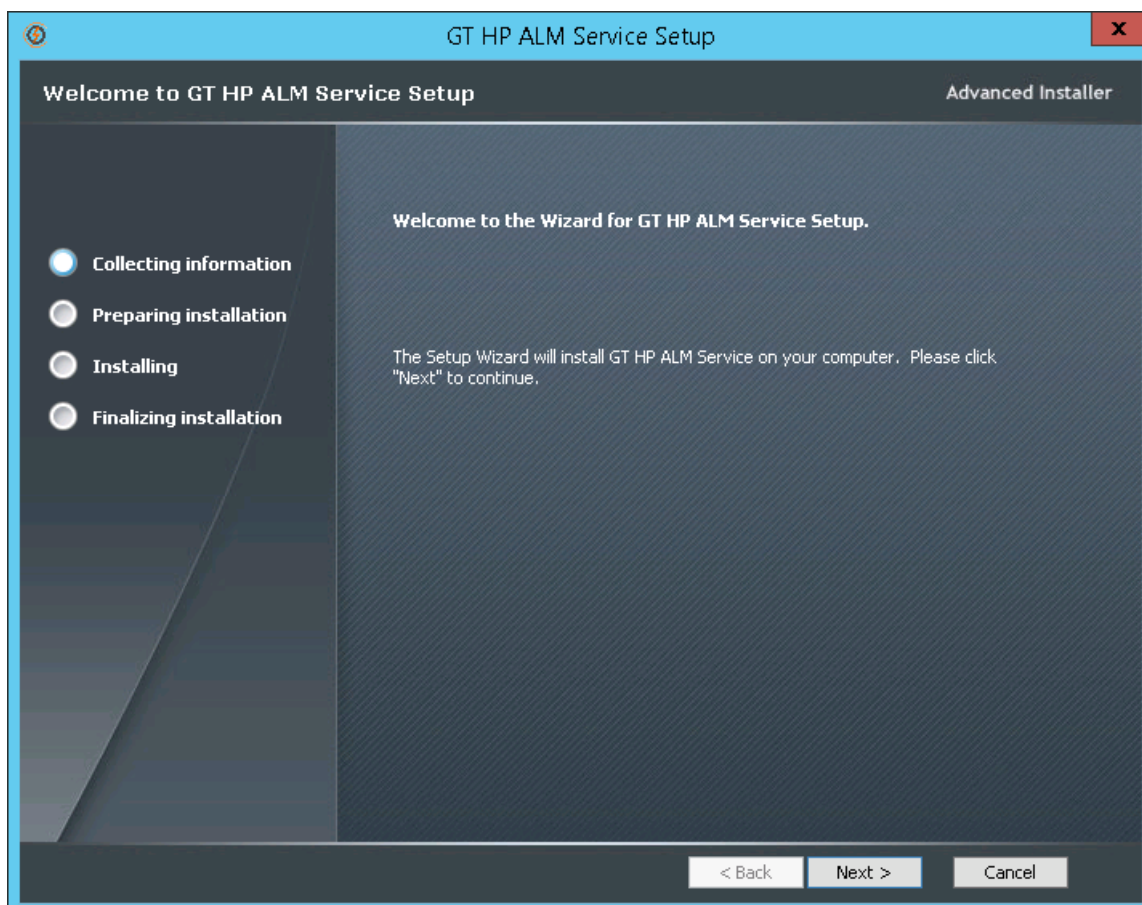 GT HP ALM Service Setup
x
Welcome to GT HP ALM Service Setup
Advanced Installer
Collecting information
Preparing installation
Installing
Finalizing installation
Welcome to the Wizard for GT HP ALM Service Setup.
The Setup Wizard will install GT HP ALM Service on your computer. Please click
"Next" to continue.
< Back
Next >
Cancel